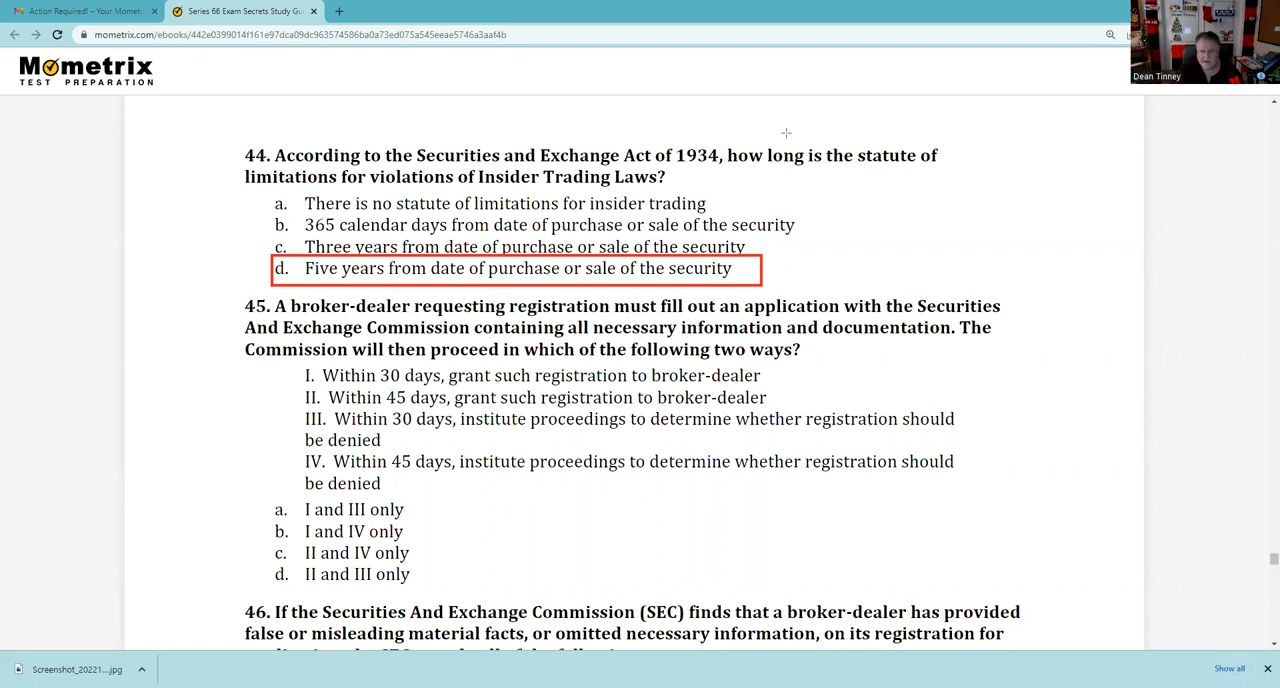 Action Required! – Your Mometr
Series 66 Exam Secrets Study Gui
mometrix.com/ebooks/442e0399014f161e97dca09dc963574586ba0a73ed075a545eeae5746a3aaf4b
Dean Tinney
Mometrix
TEST PREPARATION
44. According to the Securities and Exchange Act of 1934, how long is the statute of
limitations for violations of Insider Trading Laws?
a. There is no statute of limitations for insider trading
b. 365 calendar days from date of purchase or sale of the security
c. Three years from date of purchase or sale of the security
d. Five years from date of purchase or sale of the security
45. A broker-dealer requesting registration must fill out an application with the Securities
And Exchange Commission containing all necessary information and documentation. The
Commission will then proceed in which of the following two ways?
I. Within 30 days, grant such registration to broker-dealer
II. Within 45 days, grant such registration to broker-dealer
III. Within 30 days, institute proceedings to determine whether registration should
be denied
IV. Within 45 days, institute proceedings to determine whether registration should
be denied
a. I and III only
b. I and IV only
c. II and IV only
d. II and III only
46. If the Securities And Exchange Commission (SEC) finds that a broker-dealer has provided
false or misleading material facts, or omitted necessary information, on its registration for
Screenshot_20221....jpg
Show all